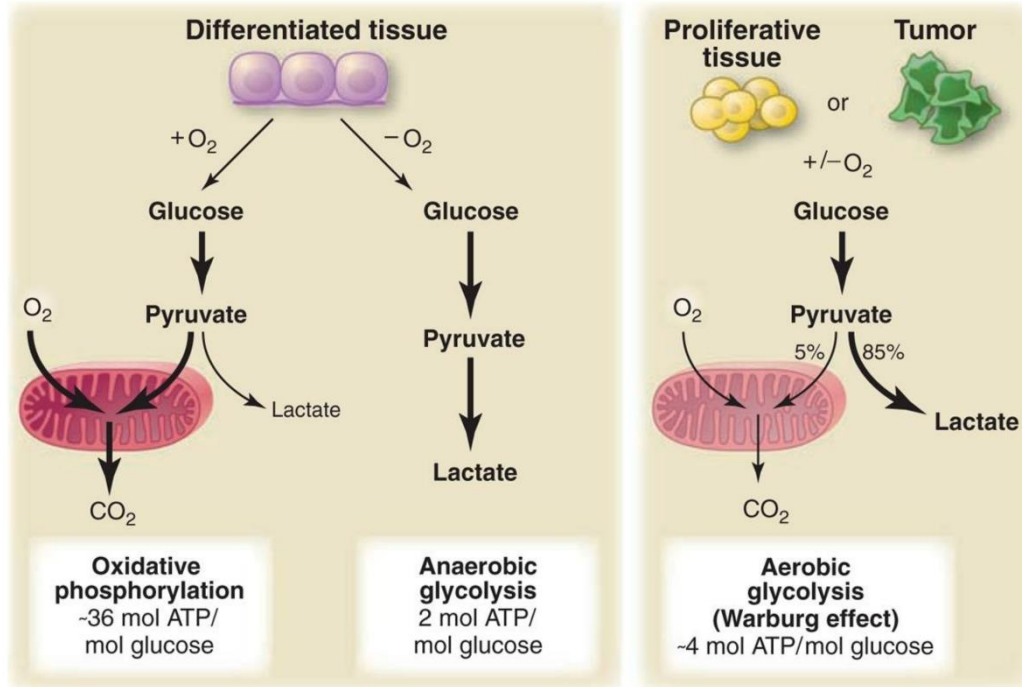 Differentiated tissue
+O₂
−O₂
Glucose
Glucose
O₂
Pyruvate
Pyruvate
Lactate
Lactate
CO₂
Oxidative
phosphorylation
~36 mol ATP/
mol glucose
Anaerobic
glycolysis
2 mol ATP/
mol glucose
Proliferative
tissue
or
Tumor
+/−O₂
Glucose
O₂
Pyruvate
5%
85%
Lactate
CO₂
Aerobic
glycolysis
(Warburg effect)
~4 mol ATP/mol glucose